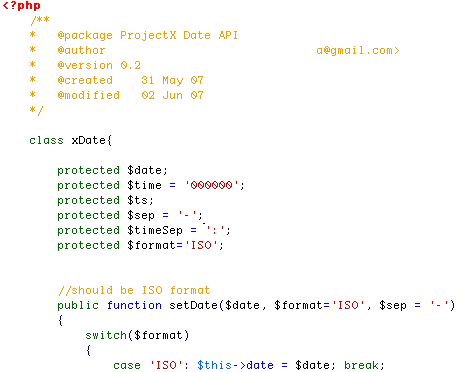 <?php
/**
* @package ProjectX Date API
* @author a@gmail.com>
* @version 0.2
* @created 31 May 07
* @modified 02 Jun 07
*/
class xDate{
protected $date;
protected $time = '000000';
protected $ts;
protected $sep = '-';
protected $timeSep = ':';
protected $format='ISO';
//should be ISO format
public function setDate($date, $format='ISO', $sep = '-')
{
switch($format)
{
case 'ISO': $this->date = $date; break;